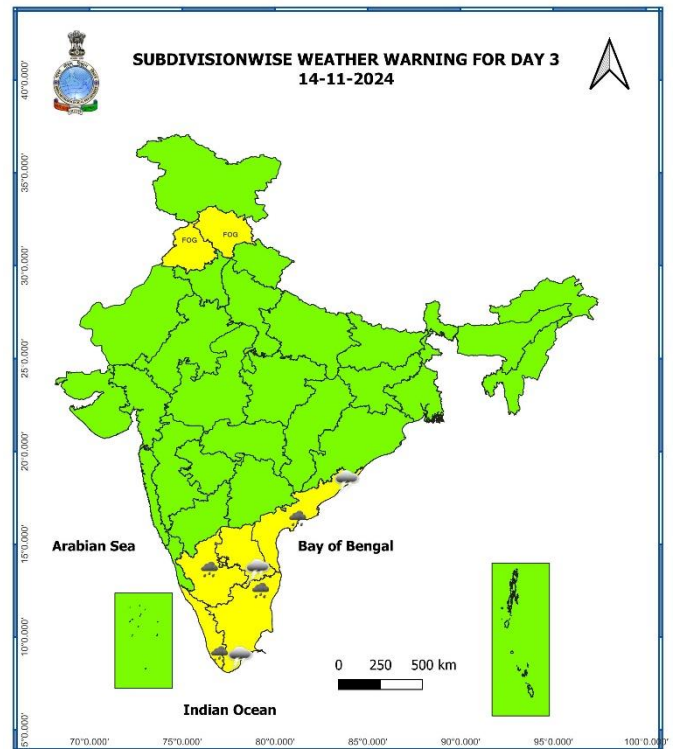 SUBDIVISIONWISE WEATHER WARNING FOR DAY 3
14-11-2024
40°0.000'
35°0.000'
30°0.000'
25°0.000'
20°0.000'
15°0.000'
10°0.000'
5°0.000'
FOG
FOG
Arabian Sea
Bay of Bengal
0 250 500 km
Indian Ocean
70°0.000' 75°0.000' 80°0.000' 85°0.000' 90°0.000' 95°0.000' 100°0.000'